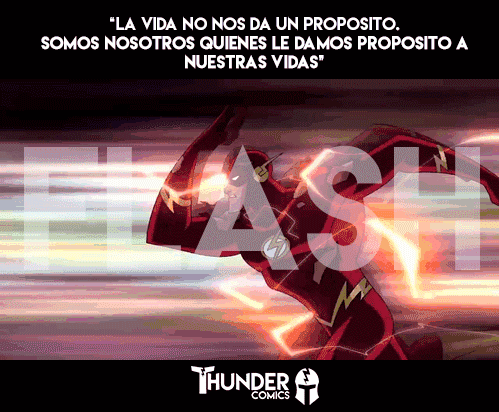 “LA VIDA NO NOS DA UN PROPOSITO.
SOMOS NOSOTROS QUIENES LE DAMOS PROPOSITO A
NUESTRAS VIDAS”
FLASH
THUNDER
COMICS